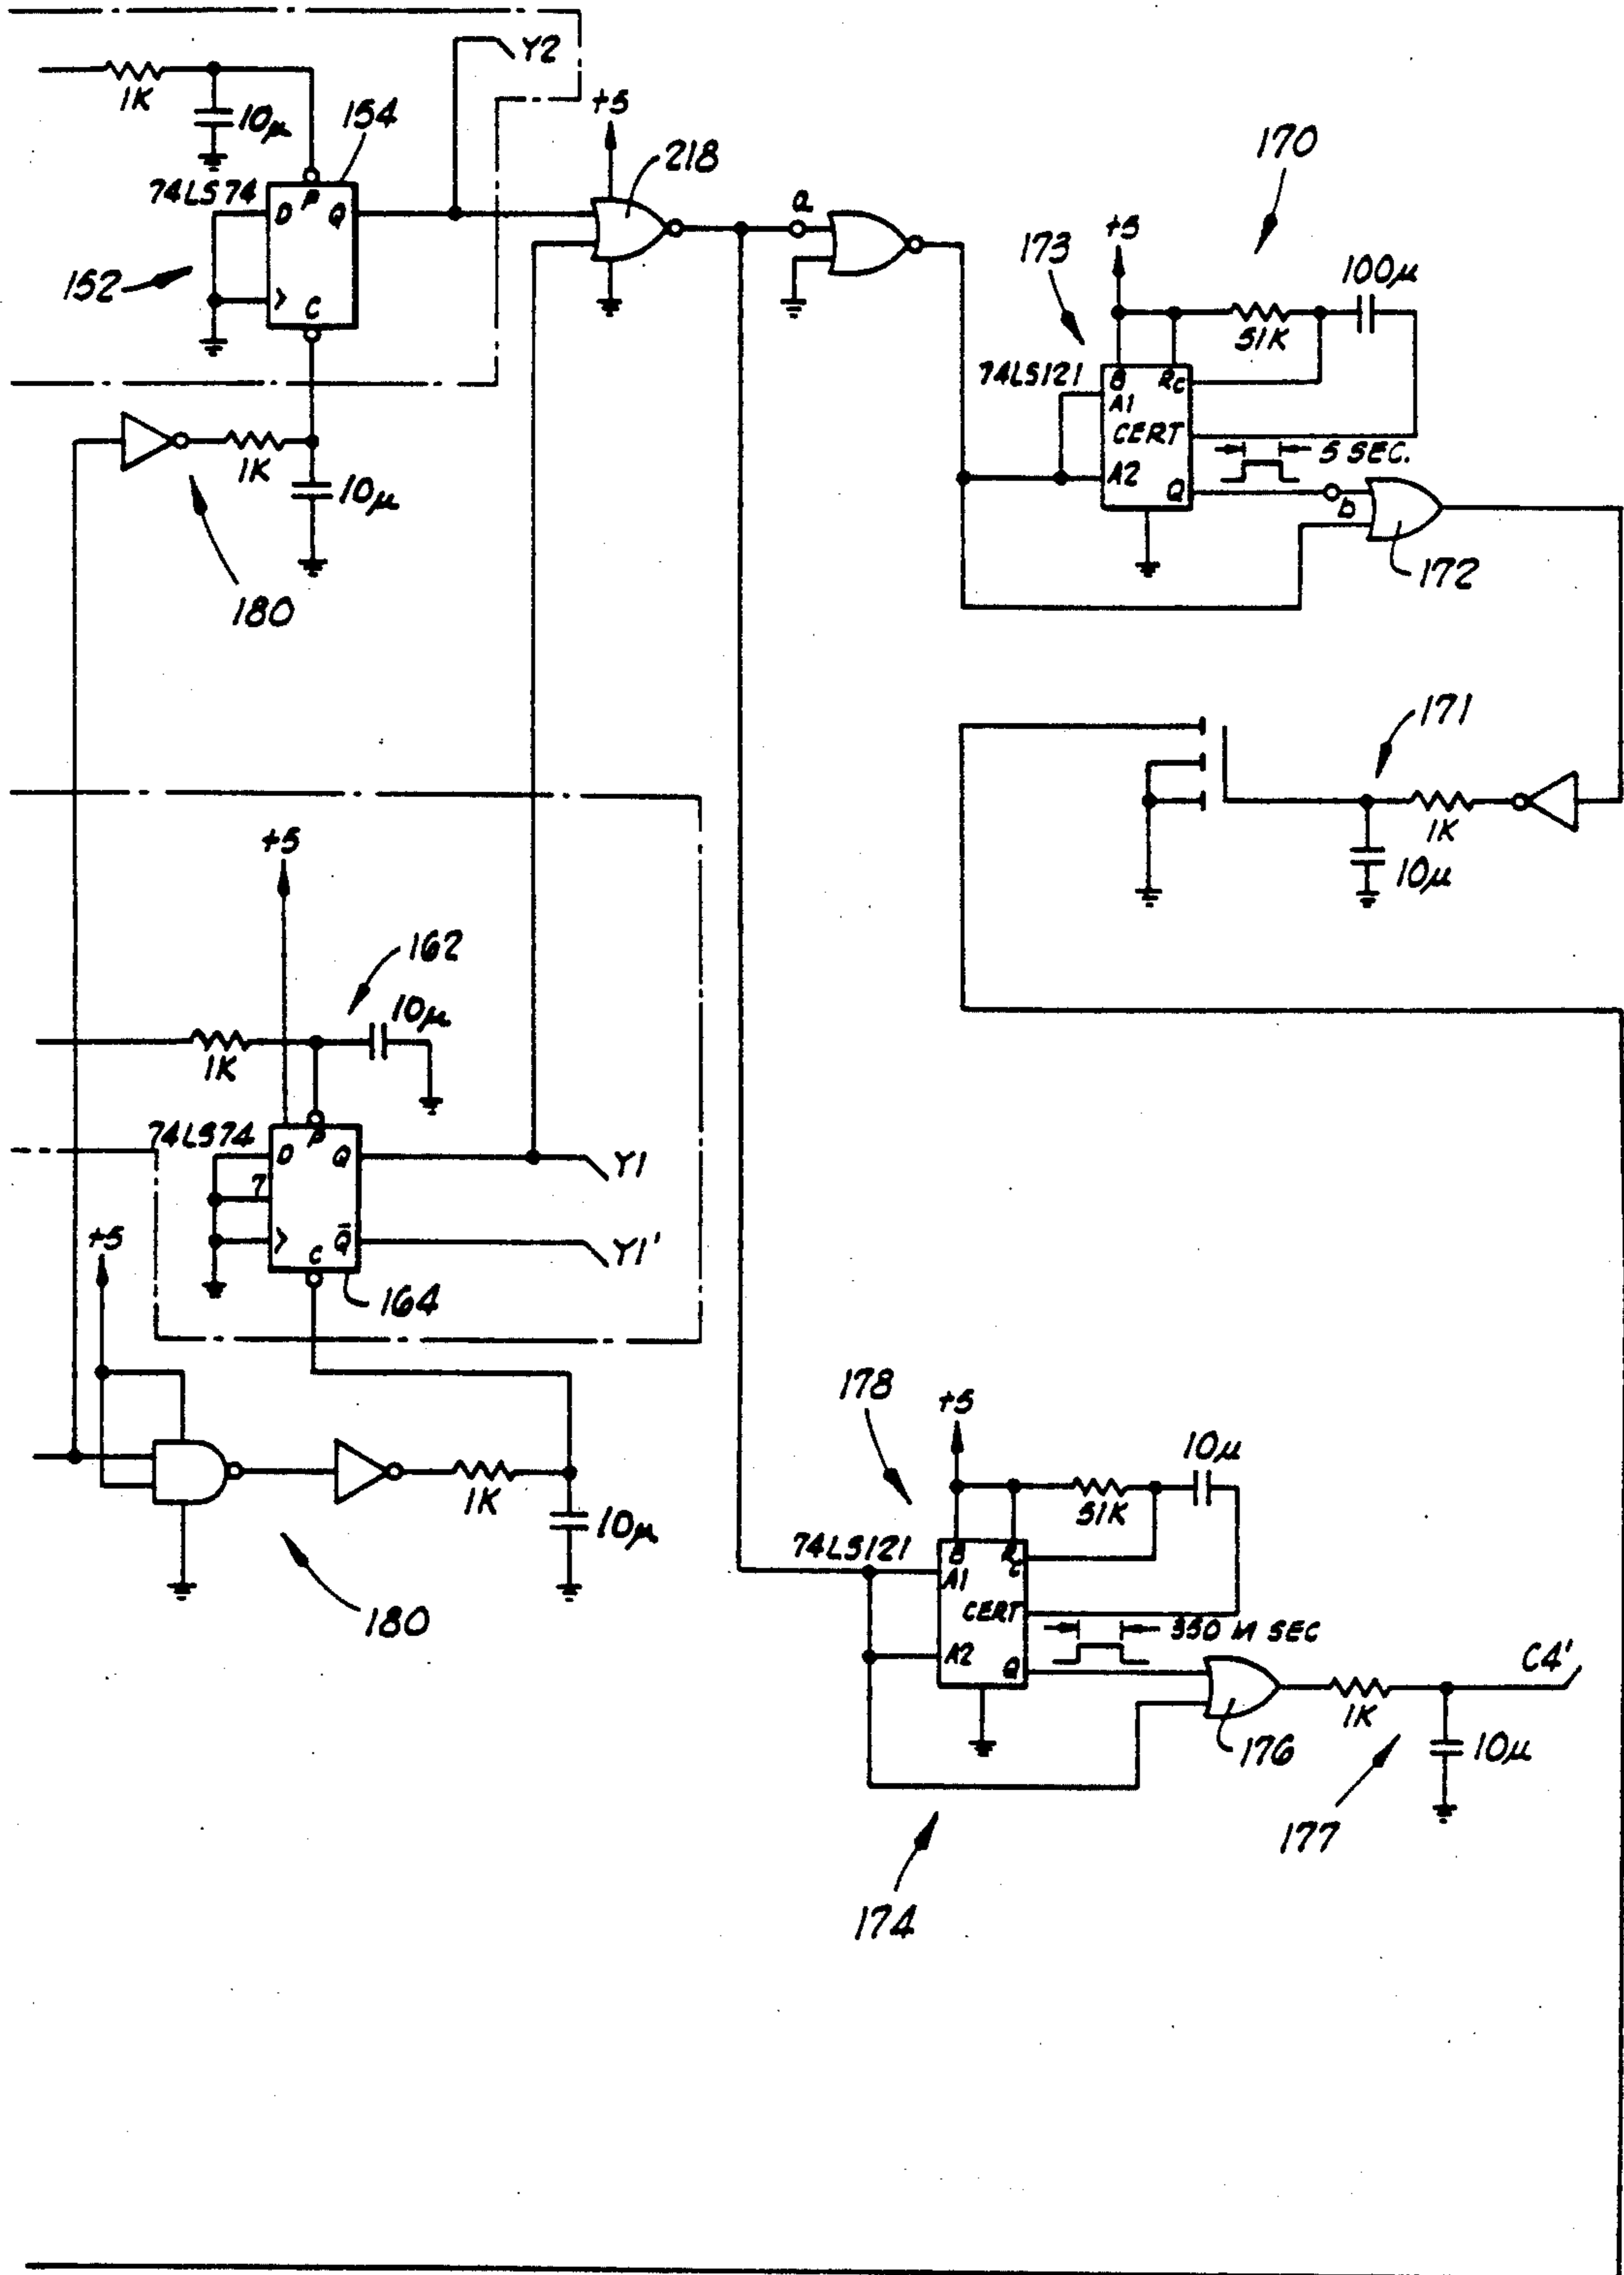 Y2
1K
10μ
154
+5
218
74LS74
D P Q
C
152
a
170
+5
173
100μ
51K
74LS121
B Rc
A1
CERT
5 SEC.
A2
Q
b
172
1K
10μ
180
171
1K
10μ
+5
162
10μ
1K
74LS74
D P Q
Y1
7
+5
C Q̄
Y1'
164
178
+5
10μ
51K
1K
10μ
74LS121
B Rc
A1
CERT
350 M SEC
A2
Q
C4'
180
1K
176
10μ
177
174